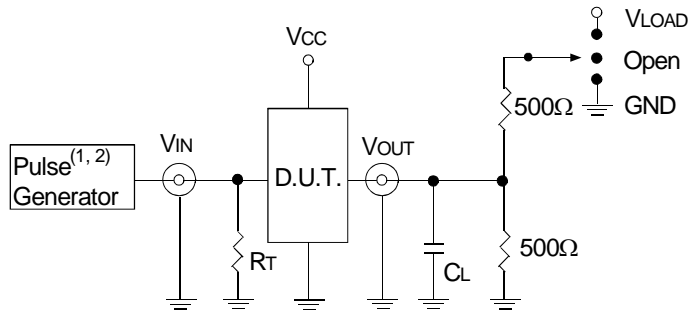 VLOAD
VCC
Open
500Ω
GND
VIN
VOUT
Pulse(1, 2)
Generator
D.U.T.
RT
CL
500Ω